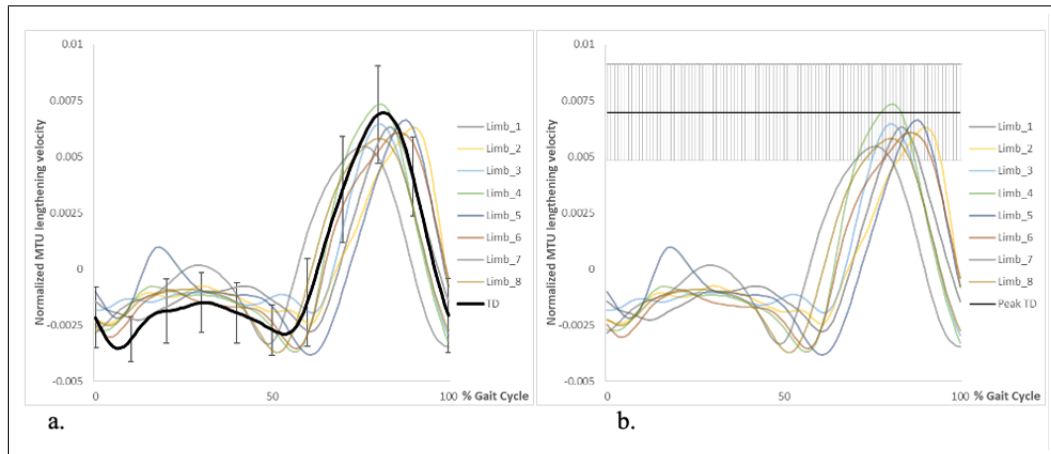 0.01
0.0075
0.005
0.0025
0
-0.0025
-0.005
Normalized MTU lengthening velocity
0
50
100
% Gait Cycle
Limb_1
Limb_2
Limb_3
Limb_4
Limb_5
Limb_6
Limb_7
Limb_8
TD
a.
0.01
0.0075
0.005
0.0025
0
-0.0025
-0.005
Normalized MTU lengthening velocity
0
50
100
% Gait Cycle
Limb_1
Limb_2
Limb_3
Limb_4
Limb_5
Limb_6
Limb_7
Limb_8
Peak TD
b.